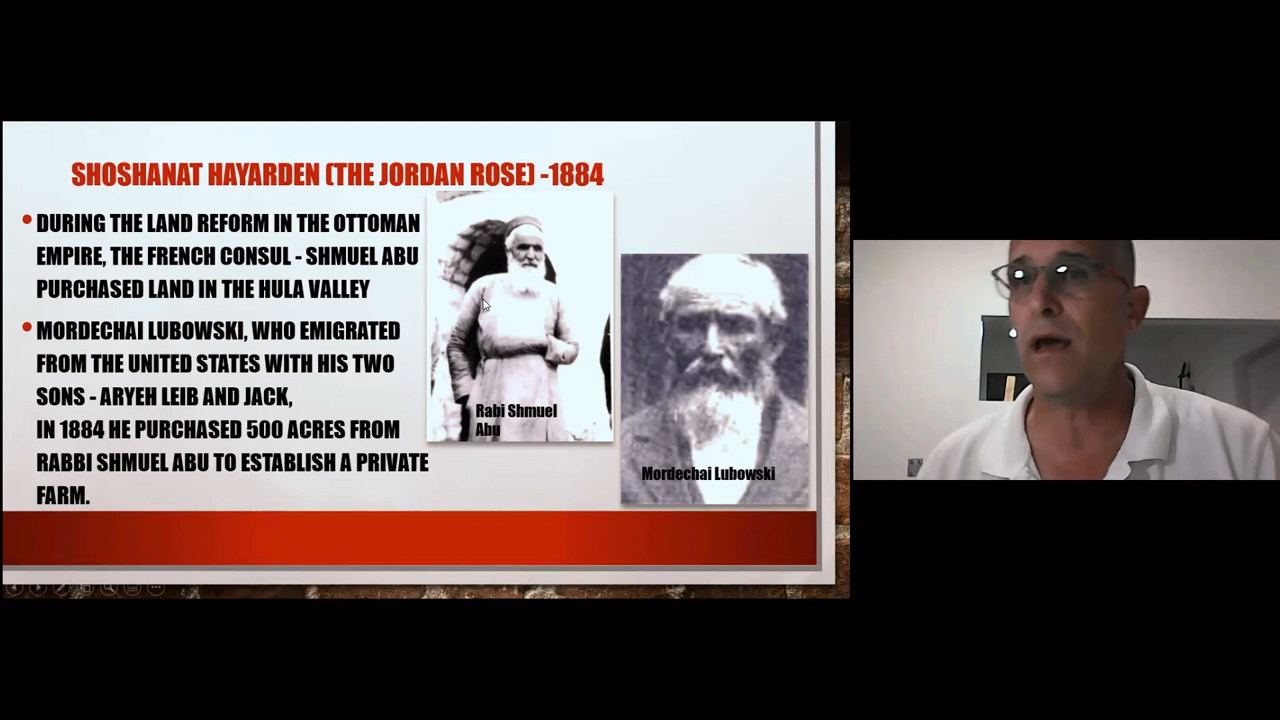 SHOSHANAT HAYARDEN (THE JORDAN ROSE) -1884
DURING THE LAND REFORM IN THE OTTOMAN
EMPIRE, THE FRENCH CONSUL - SHMUEL ABU
PURCHASED LAND IN THE HULA VALLEY
MORDECHAI LUBOWSKI, WHO EMIGRATED
FROM THE UNITED STATES WITH HIS TWO
SONS - ARYEH LEIB AND JACK,
IN 1884 HE PURCHASED 500 ACRES FROM
RABBI SHMUEL ABU TO ESTABLISH A PRIVATE
FARM.
Rabi Shmuel
Abu
Mordechai Lubowski